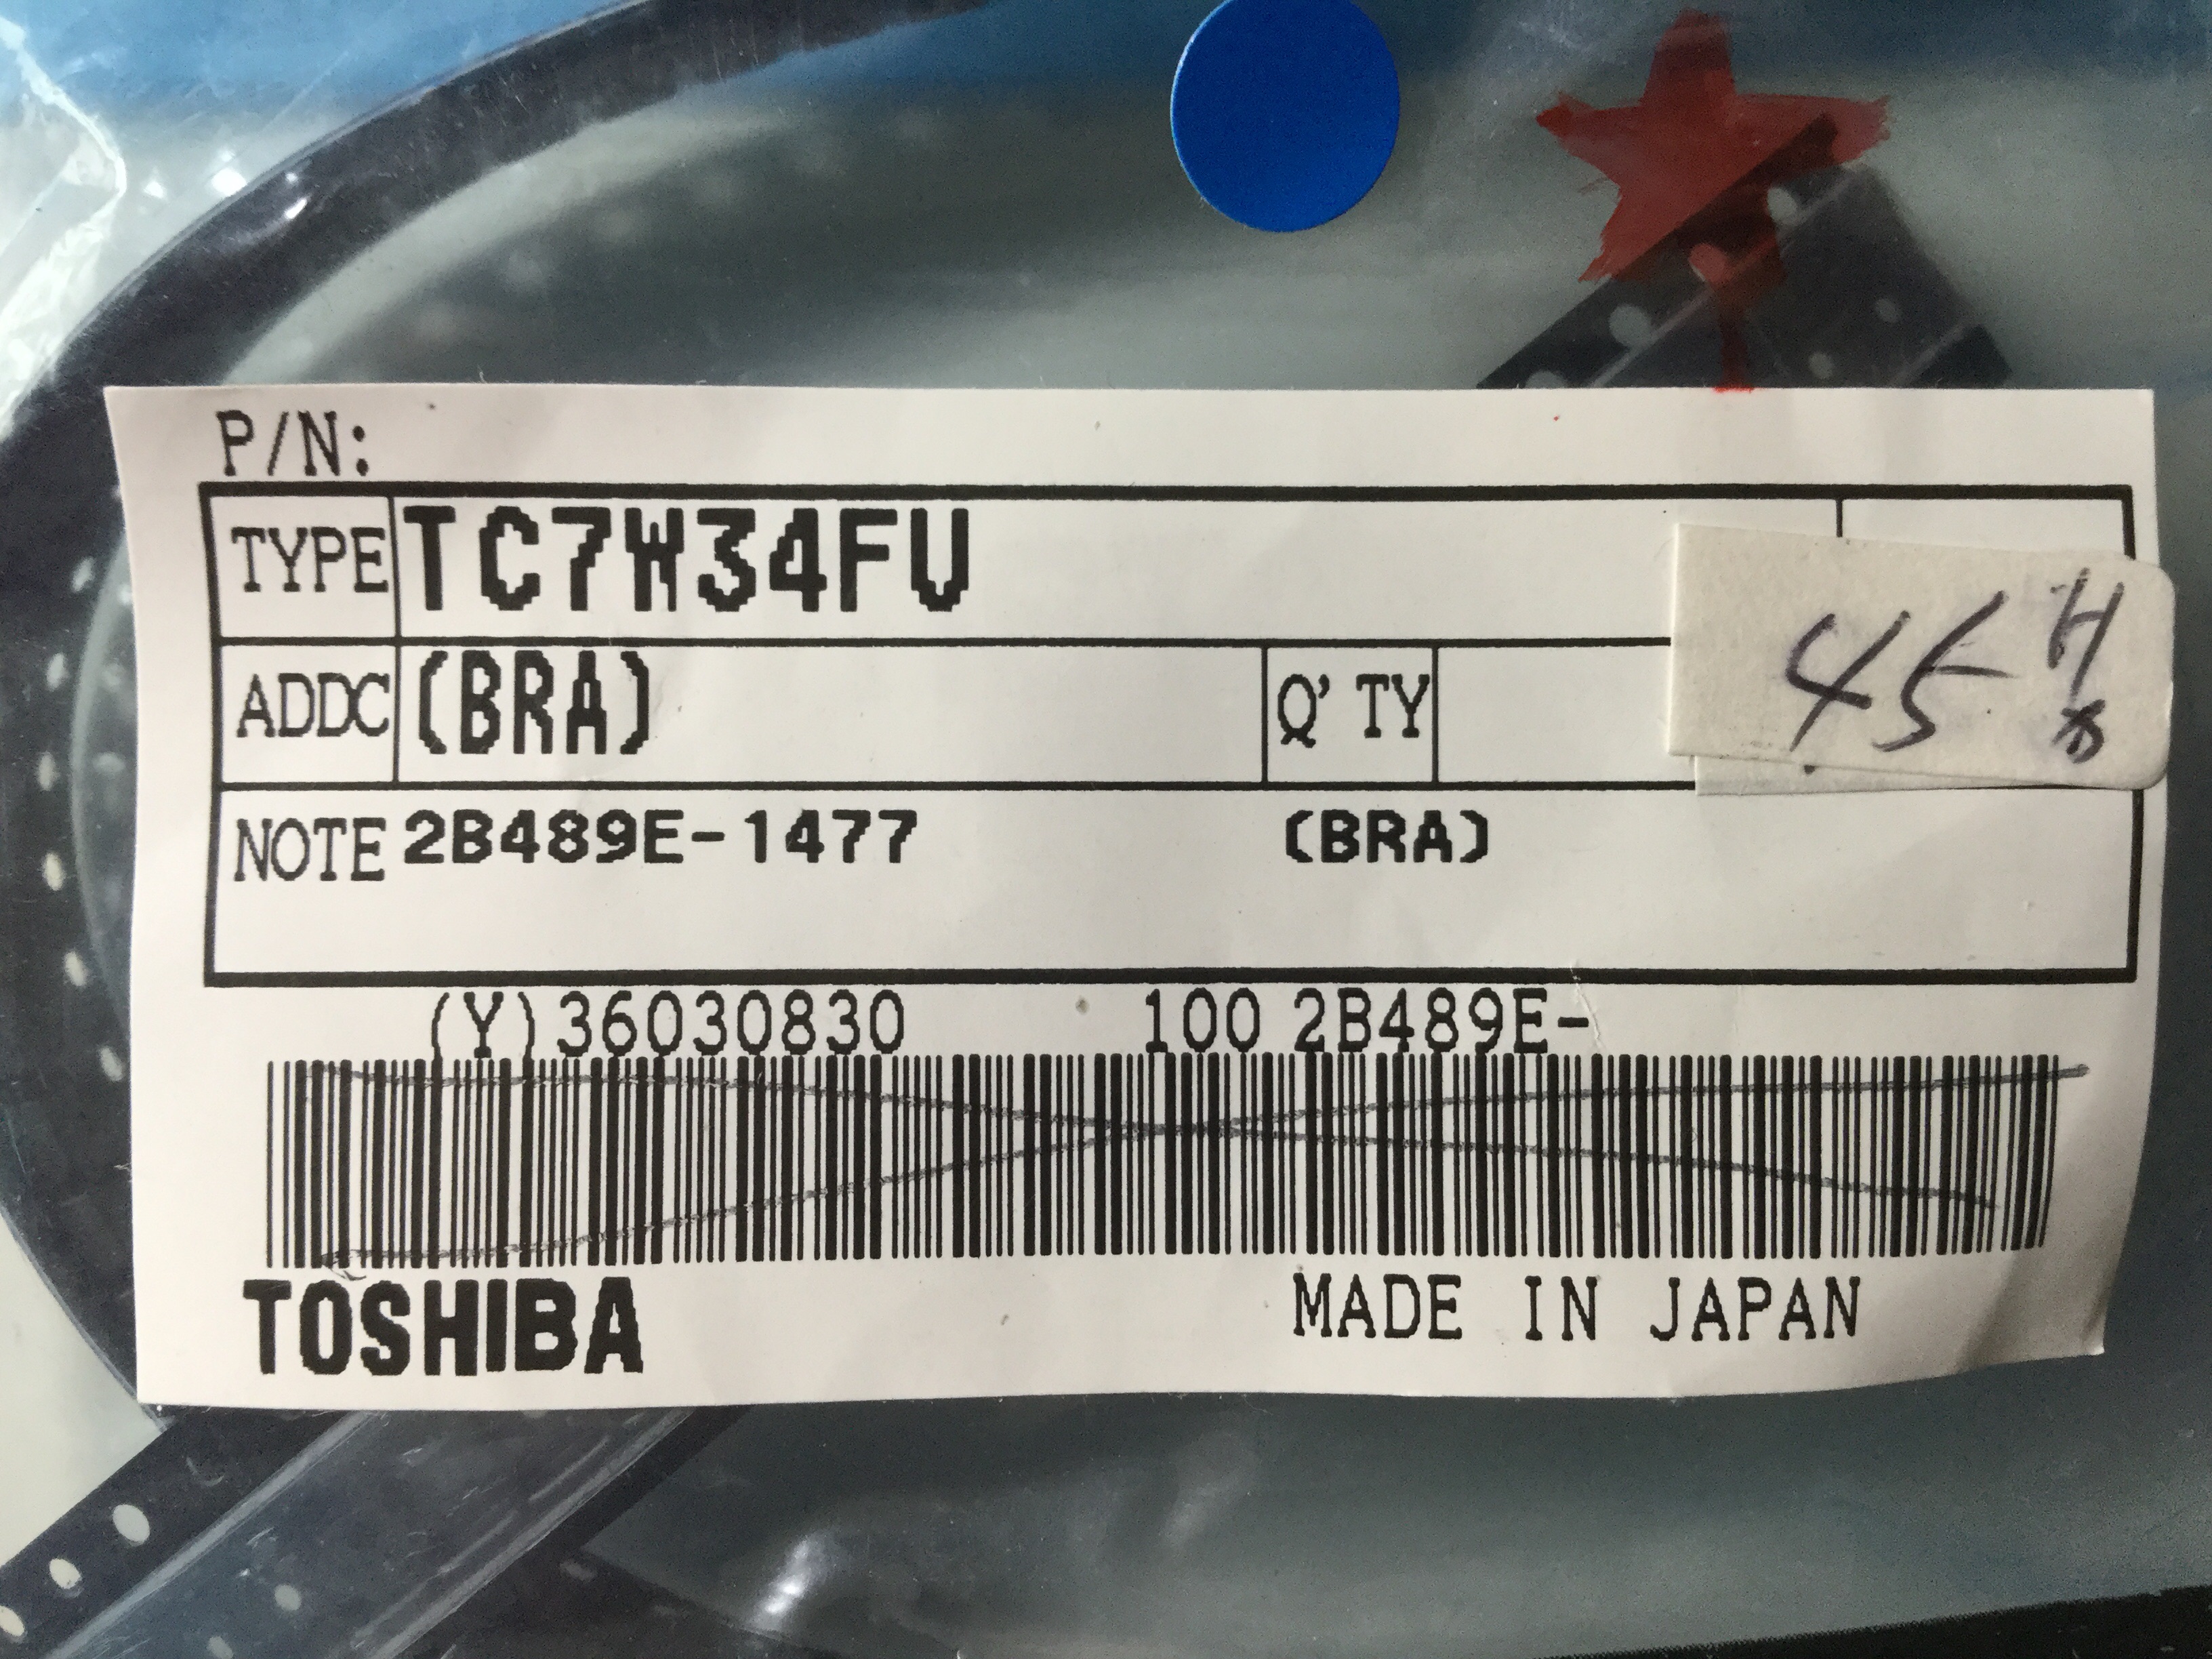 P/N:
TYPE TC7W34FU
ADDC (BRA) Q'TY
45
NOTE 2B489E-1477 (BRA)
(Y)36030830 100 2B489E-
TOSHIBA MADE IN JAPAN